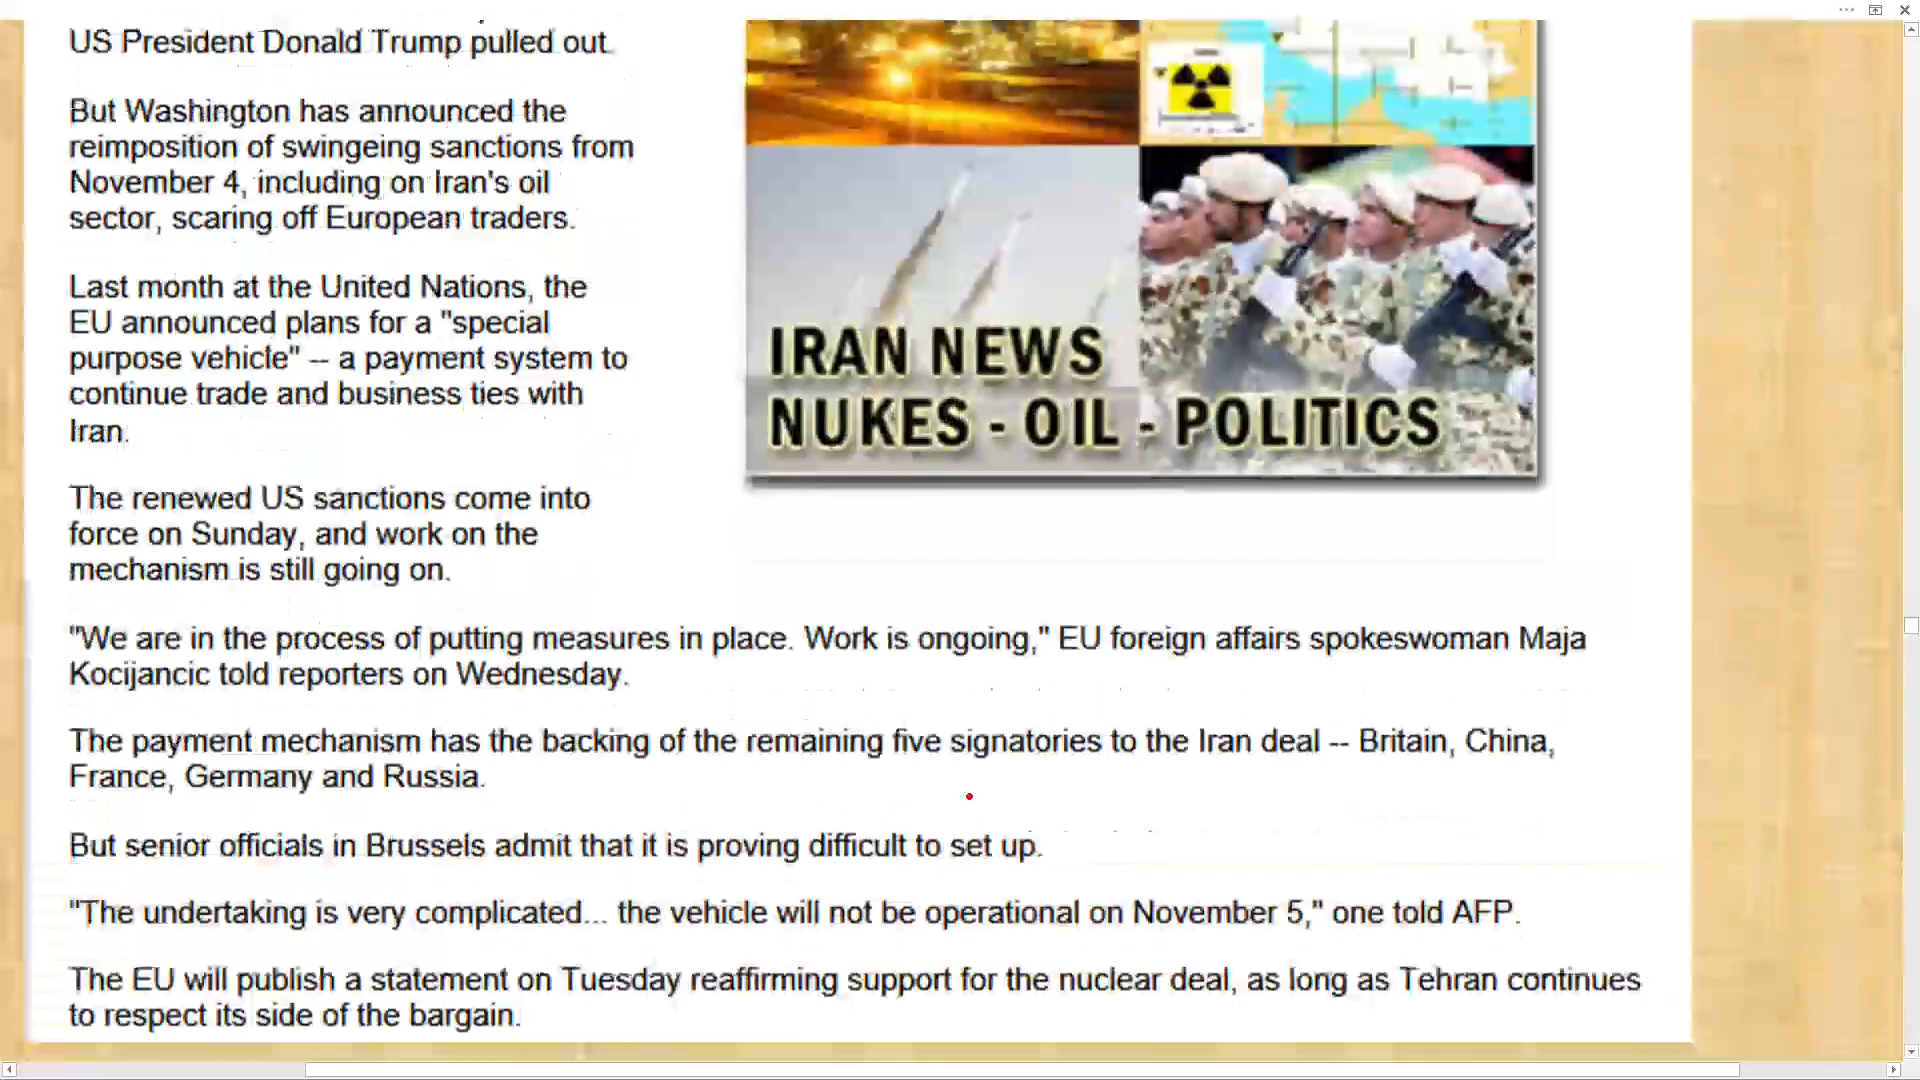 US President Donald Trump pulled out.
But Washington has announced the
reimposition of swingeing sanctions from
November 4, including on Iran's oil
sector, scaring off European traders.
Last month at the United Nations, the
EU announced plans for a "special
purpose vehicle" -- a payment system to
continue trade and business ties with
Iran.
The renewed US sanctions come into
force on Sunday, and work on the
mechanism is still going on.
IRAN NEWS
NUKES - OIL - POLITICS
"We are in the process of putting measures in place. Work is ongoing," EU foreign affairs spokeswoman Maja
Kocijancic told reporters on Wednesday.
The payment mechanism has the backing of the remaining five signatories to the Iran deal -- Britain, China,
France, Germany and Russia.
But senior officials in Brussels admit that it is proving difficult to set up.
"The undertaking is very complicated... the vehicle will not be operational on November 5," one told AFP.
The EU will publish a statement on Tuesday reaffirming support for the nuclear deal, as long as Tehran continues
to respect its side of the bargain.